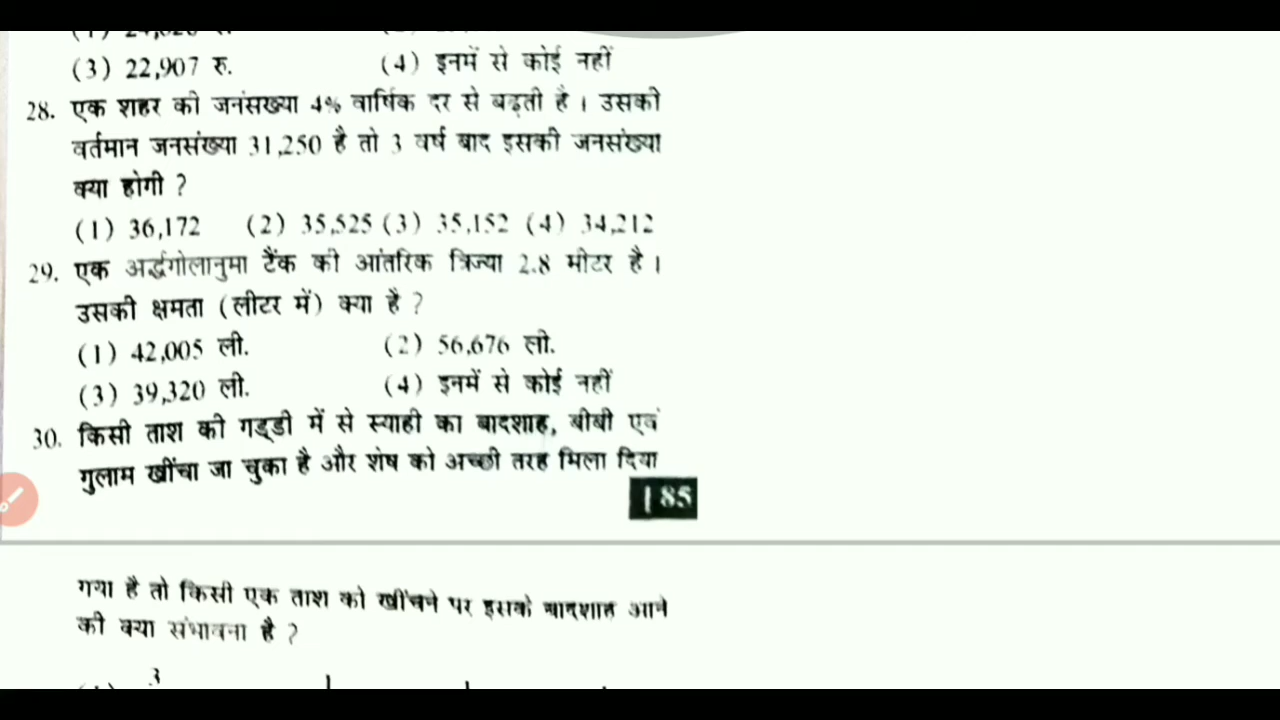 (3) 22,907 रु. (4) इनमें से कोई नहीं
28. एक शहर की जनसंख्या 4% वार्षिक दर से बढ़ती है । उसकी
वर्तमान जनसंख्या 31,250 है तो 3 वर्ष बाद इसकी जनसंख्या
क्या होगी ?
(1) 36,172 (2) 35,525 (3) 35,152 (4) 34,212
29. एक अर्द्धगोलानुमा टैंक की आंतरिक त्रिज्या 2.8 मीटर है ।
उसकी क्षमता (लीटर में) क्या है ?
(1) 42,005 ली. (2) 56,676 ली.
(3) 39,320 ली. (4) इनमें से कोई नहीं
30. किसी ताश की गड्डी में से स्याही का बादशाह, बीबी एवं
गुलाम खींचा जा चुका है और शेष को अच्छी तरह मिला दिया
| 85
गया है तो किसी एक ताश को खींचने पर इसके बादशाह आने
की क्या संभावना है ?
3